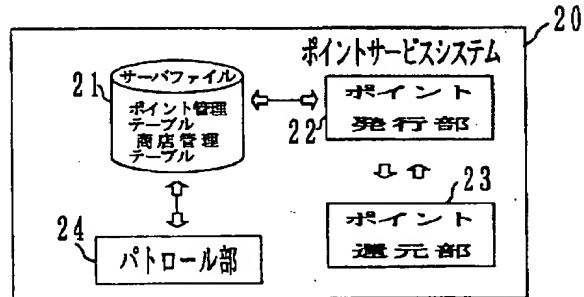 20
ポイントサービスシステム
21
サーバファイル
ポイント管理
テーブル
商店管理
テーブル
22
ポイント
発行部
23
ポイント
還元部
24
パトロール部